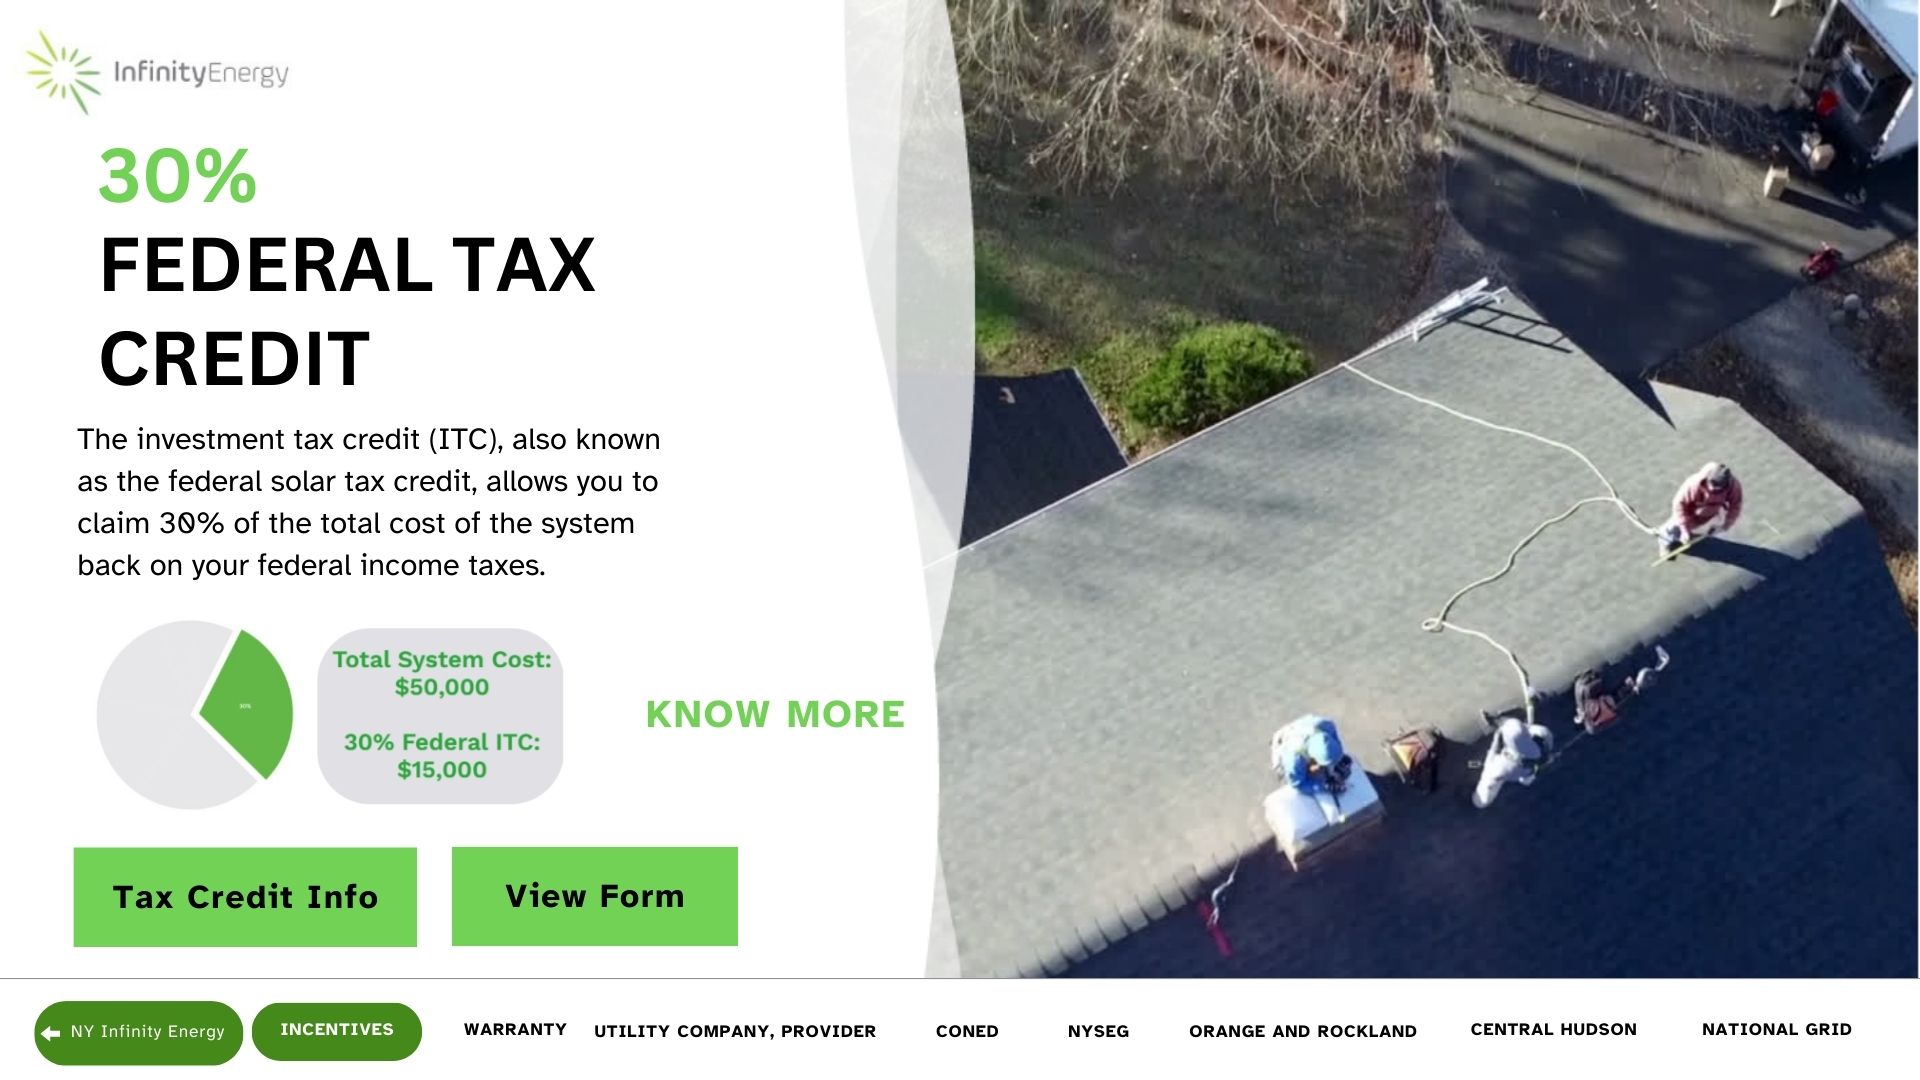 InfinityEnergy
30%
FEDERAL TAX
CREDIT
The investment tax credit (ITC), also known
as the federal solar tax credit, allows you to
claim 30% of the total cost of the system
back on your federal income taxes.
30%
Total System Cost:
$50,000
30% Federal ITC:
$15,000
KNOW MORE
Tax Credit Info
View Form
NY Infinity Energy
INCENTIVES
WARRANTY
UTILITY COMPANY, PROVIDER
CONED
NYSEG
ORANGE AND ROCKLAND
CENTRAL HUDSON
NATIONAL GRID